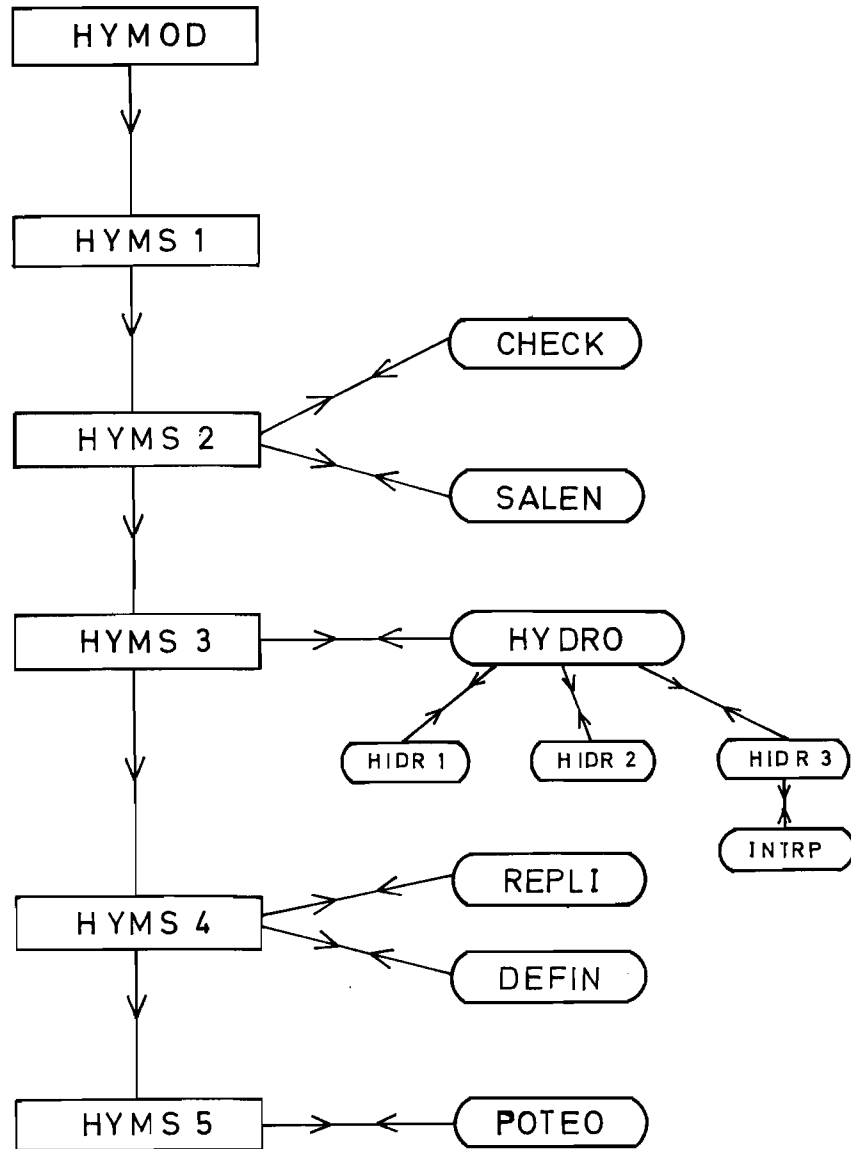 HYMOD
HYMS 1
CHECK
HYMS 2
SALEN
HYMS 3
HYDRO
HIDR 1
HIDR 2
HIDR 3
INTRP
REPLI
HYMS 4
DEFIN
HYMS 5
POTEO